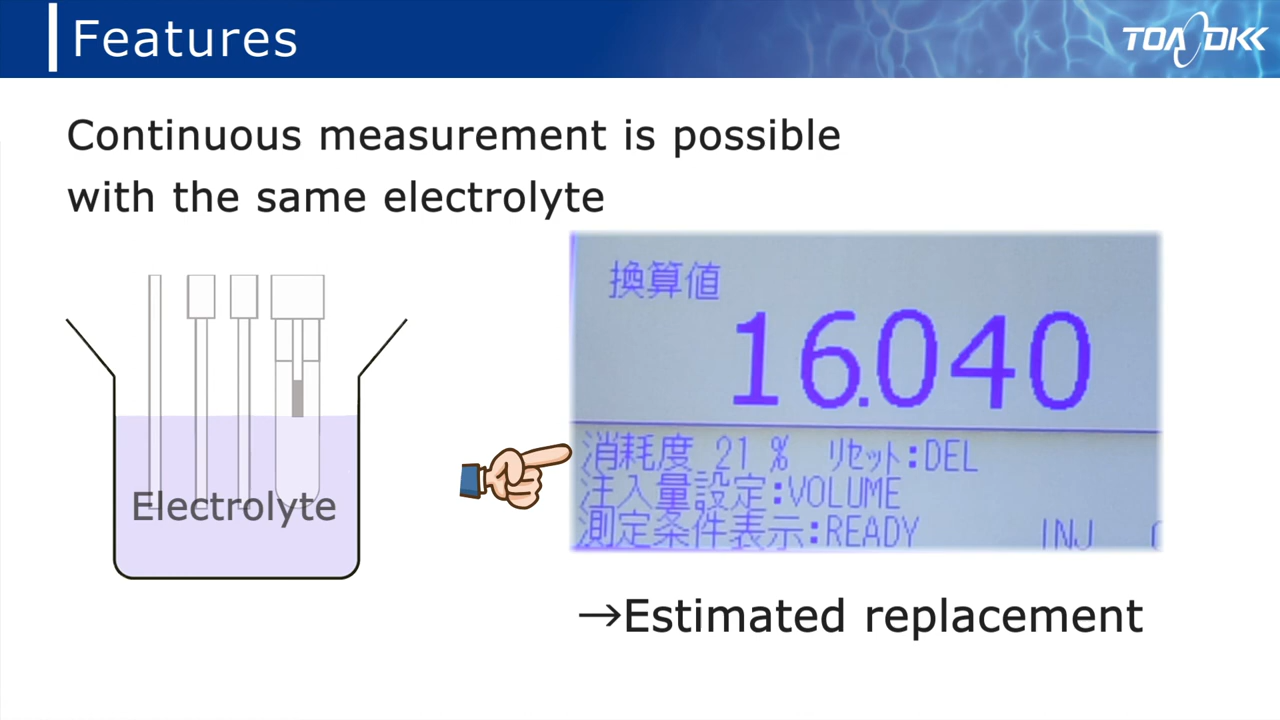 Features
TOA DKK
Continuous measurement is possible
with the same electrolyte
Electrolyte
換算値
16.040
消耗度 21 % リセット:DEL
注入量設定:VOLUME
測定条件表示:READY INJ
→Estimated replacement